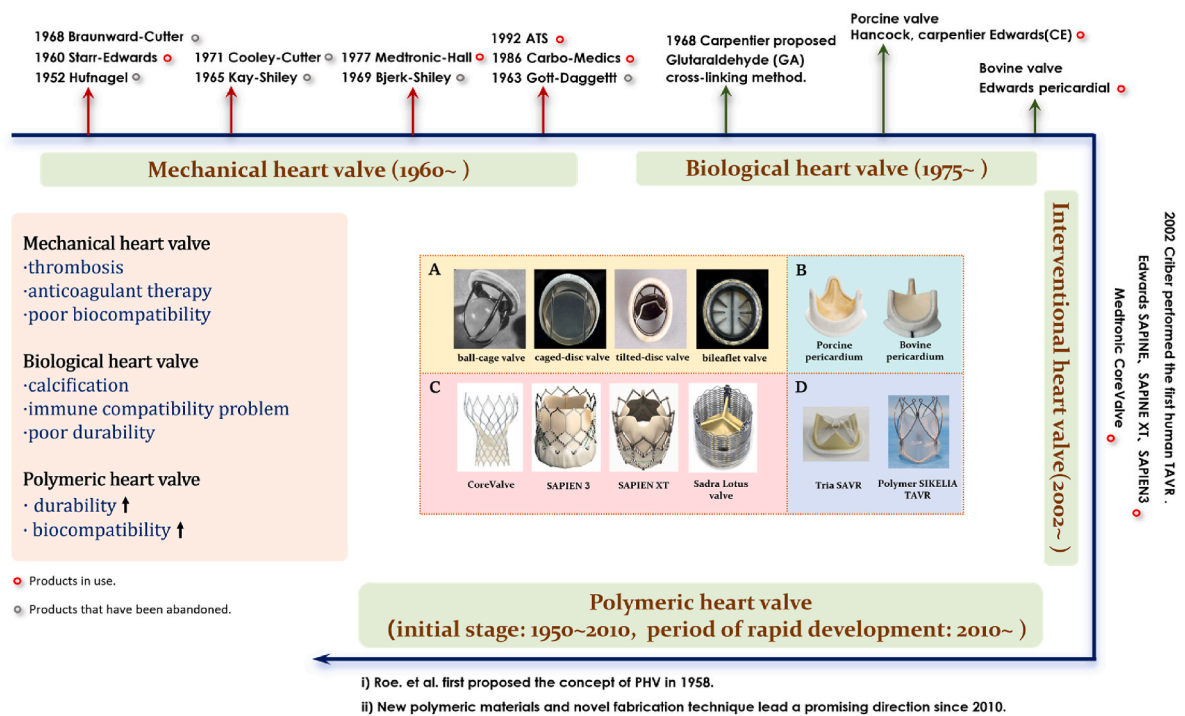 1968 Braunward-Cutter
1960 Starr-Edwards
1952 Hufnagel
1971 Cooley-Cutter
1965 Kay-Shiley
1977 Medtronic-Hall
1969 Bjerk-Shiley
1992 ATS
1986 Carbo-Medics
1963 Gott-Daggettt
1968 Carpentier proposed
Glutaraldehyde (GA)
cross-linking method.
Porcine valve
Hancock, carpentier Edwards(CE)
Bovine valve
Edwards pericardial
Mechanical heart valve (1960~ )
Biological heart valve (1975~ )
Interventional heart valve(2002~ )
2002 Criber performed the first human TAVR .
Edwards SAPINE、SAPINE XT、SAPIEN3
Medtronic CoreValve
Mechanical heart valve
·thrombosis
·anticoagulant therapy
·poor biocompatibility
Biological heart valve
·calcification
·immune compatibility problem
·poor durability
Polymeric heart valve
· durability ↑
· biocompatibility ↑
Products in use.
Products that have been abandoned.
A
ball-cage valve
caged-disc valve
tilted-disc valve
bileaflet valve
B
Porcine
pericardium
Bovine
pericardium
C
CoreValve
SAPIEN 3
SAPIEN XT
Sadra Lotus
valve
D
Tria SAVR
Polymer SIKELIA
TAVR
Polymeric heart valve
(initial stage: 1950~2010, period of rapid development: 2010~ )
i) Roe. et al. first proposed the concept of PHV in 1958.
ii) New polymeric materials and novel fabrication technique lead a promising direction since 2010.